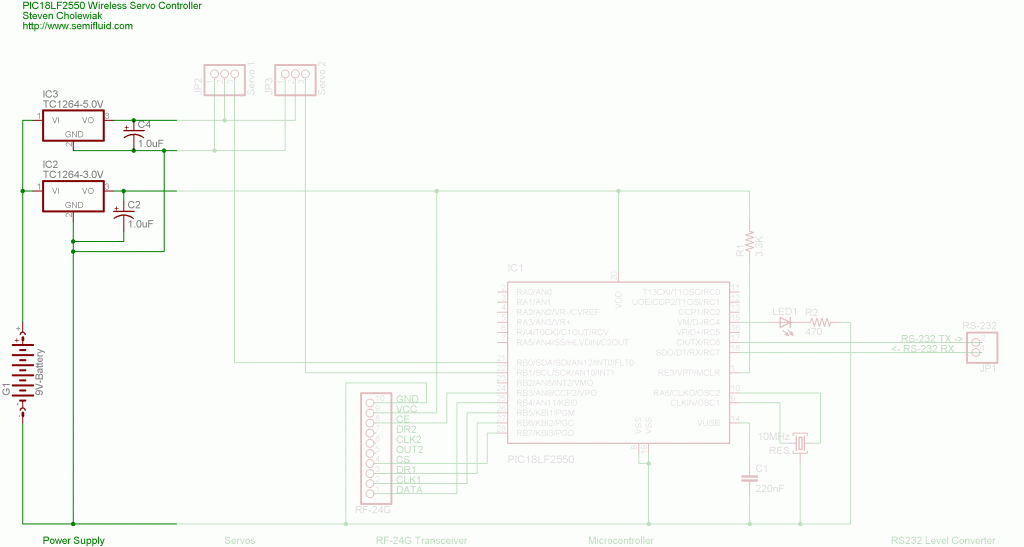 PIC18LF2550 Wireless Servo Controller
Steven Cholewiak
http://www.semifluid.com
IC3
TC1264-5.0V
1 VI VO 3
GND
2
C4
1.0uF
IC2
TC1264-3.0V
1 VI VO 3
GND
2
C2
1.0uF
G1
9V-Battery
JP2
Servo 1
JP3
Servo 2
IC1
VDD
20
RA0/AN0
RA1/AN1
RA2/AN2/VR-/CVREF
RA3/AN3/VR+
RA4/T0CKI/C1OUT/RCV
RA5/AN4/SS/HLVDIN/C2OUT
RB0/SDA/SDI/AN12/INT0/FLT0
RB1/SCL/SCK/AN10/INT1
RB2/AN8/INT2/VMO
RB3/AN9/CCP2/VPO
RB4/AN11/KBI0
RB5/KBI1/PGM
RB6/KBI2/PGC
RB7/KBI3/PGD
T13CKI/T1OSO/RC0
UOE/CCP2/T1OSI/RC1
CCP1/RC2
VM/D-/RC4
VP/D+/RC5
CK/TX/RC6
SDO/DT/RX/RC7
RE3/VPP/MCLR
RA6/CLKO/OSC2
CLKIN/OSC1
VUSB
14
VSS
VSS
PIC18LF2550
R1
3.3K
LED1
R2
470
RS-232 TX ->
<- RS-232 RX
RS-232
JP1
10MHz
RES
C1
220nF
GND
VCC
CE
DR2
CLK2
OUT2
CS
DR1
CLK1
DATA
RF-24G
Power Supply
Servos
RF-24G Transceiver
Microcontroller
RS232 Level Converter